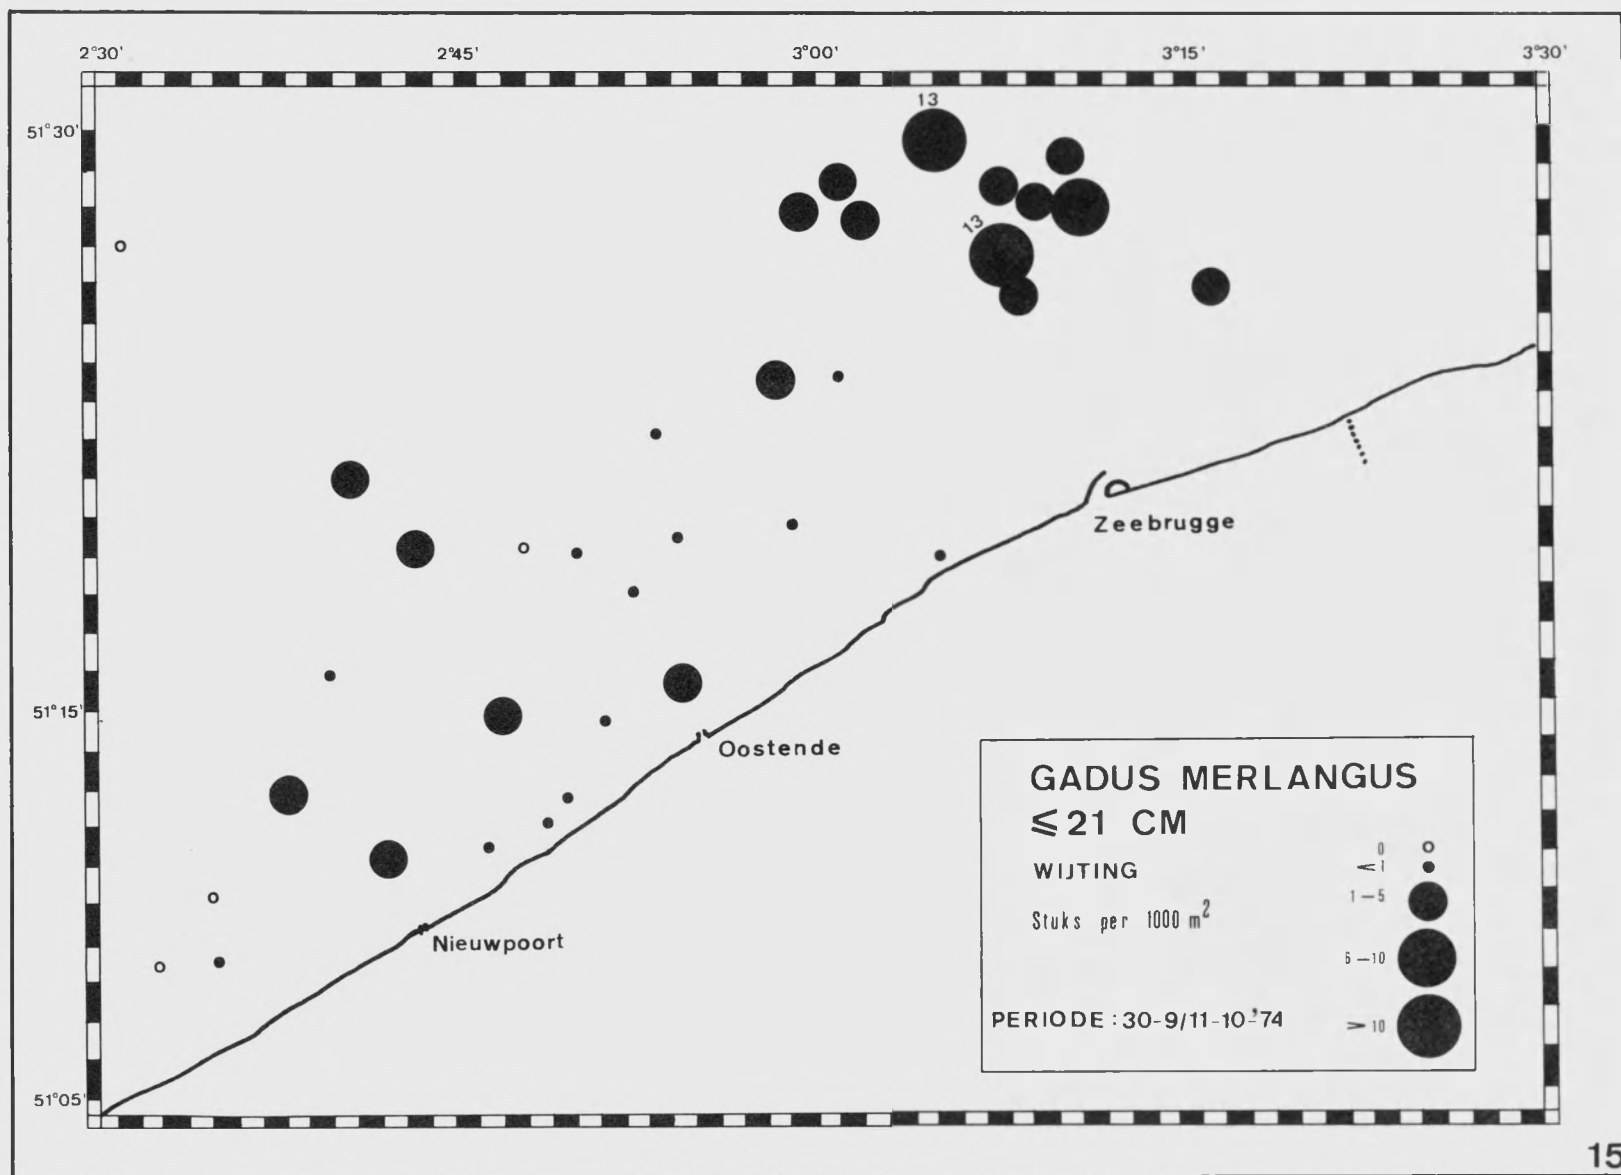 2°30' 2°45' 3°00' 3°15' 3°30'
51°30'
13
13
Zeebrugge
51°15'
Oostende
Nieuwpoort
51°05'
GADUS MERLANGUS
≤21 CM
WIJTING
Stuks per 1000 m²
0
<1
1-5
6-10
>10
PERIODE: 30-9/11-10-'74
15